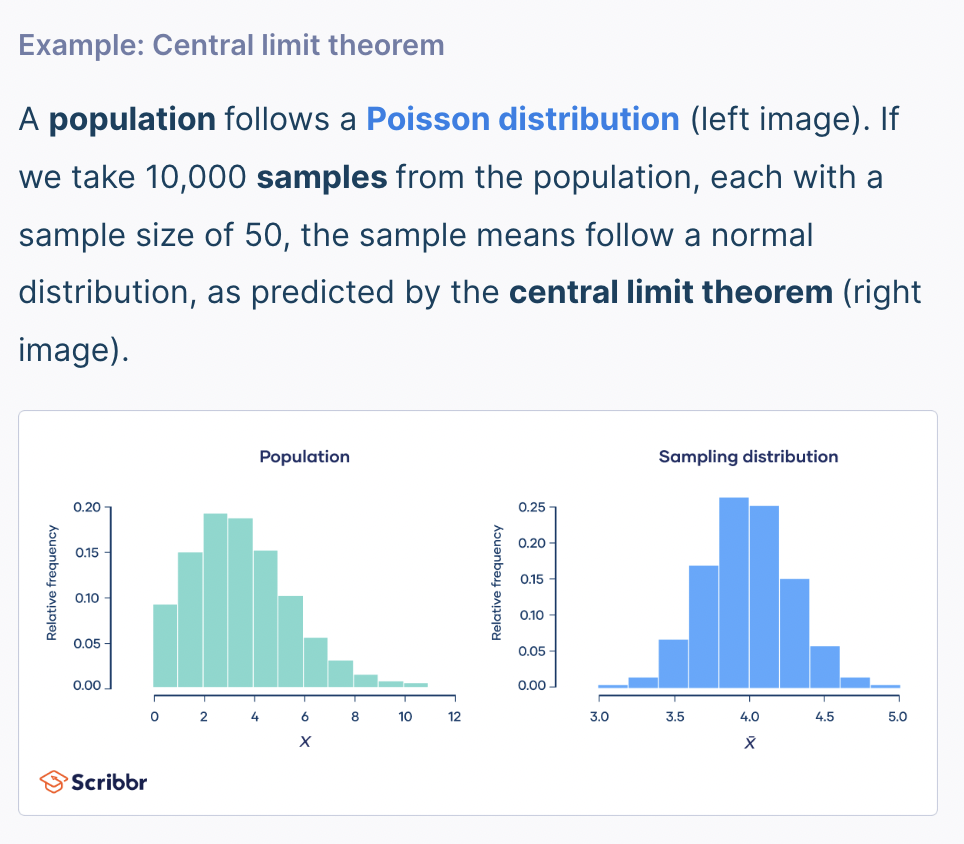 Example: Central limit theorem
A population follows a Poisson distribution (left image). If
we take 10,000 samples from the population, each with a
sample size of 50, the sample means follow a normal
distribution, as predicted by the central limit theorem (right
image).
Population
Relative frequency
0.20
0.15
0.10
0.05
0.00
0 2 4 6 8 10 12
X
Sampling distribution
Relative frequency
0.25
0.20
0.15
0.10
0.05
0.00
3.0 3.5 4.0 4.5 5.0
x̄
Scribbr